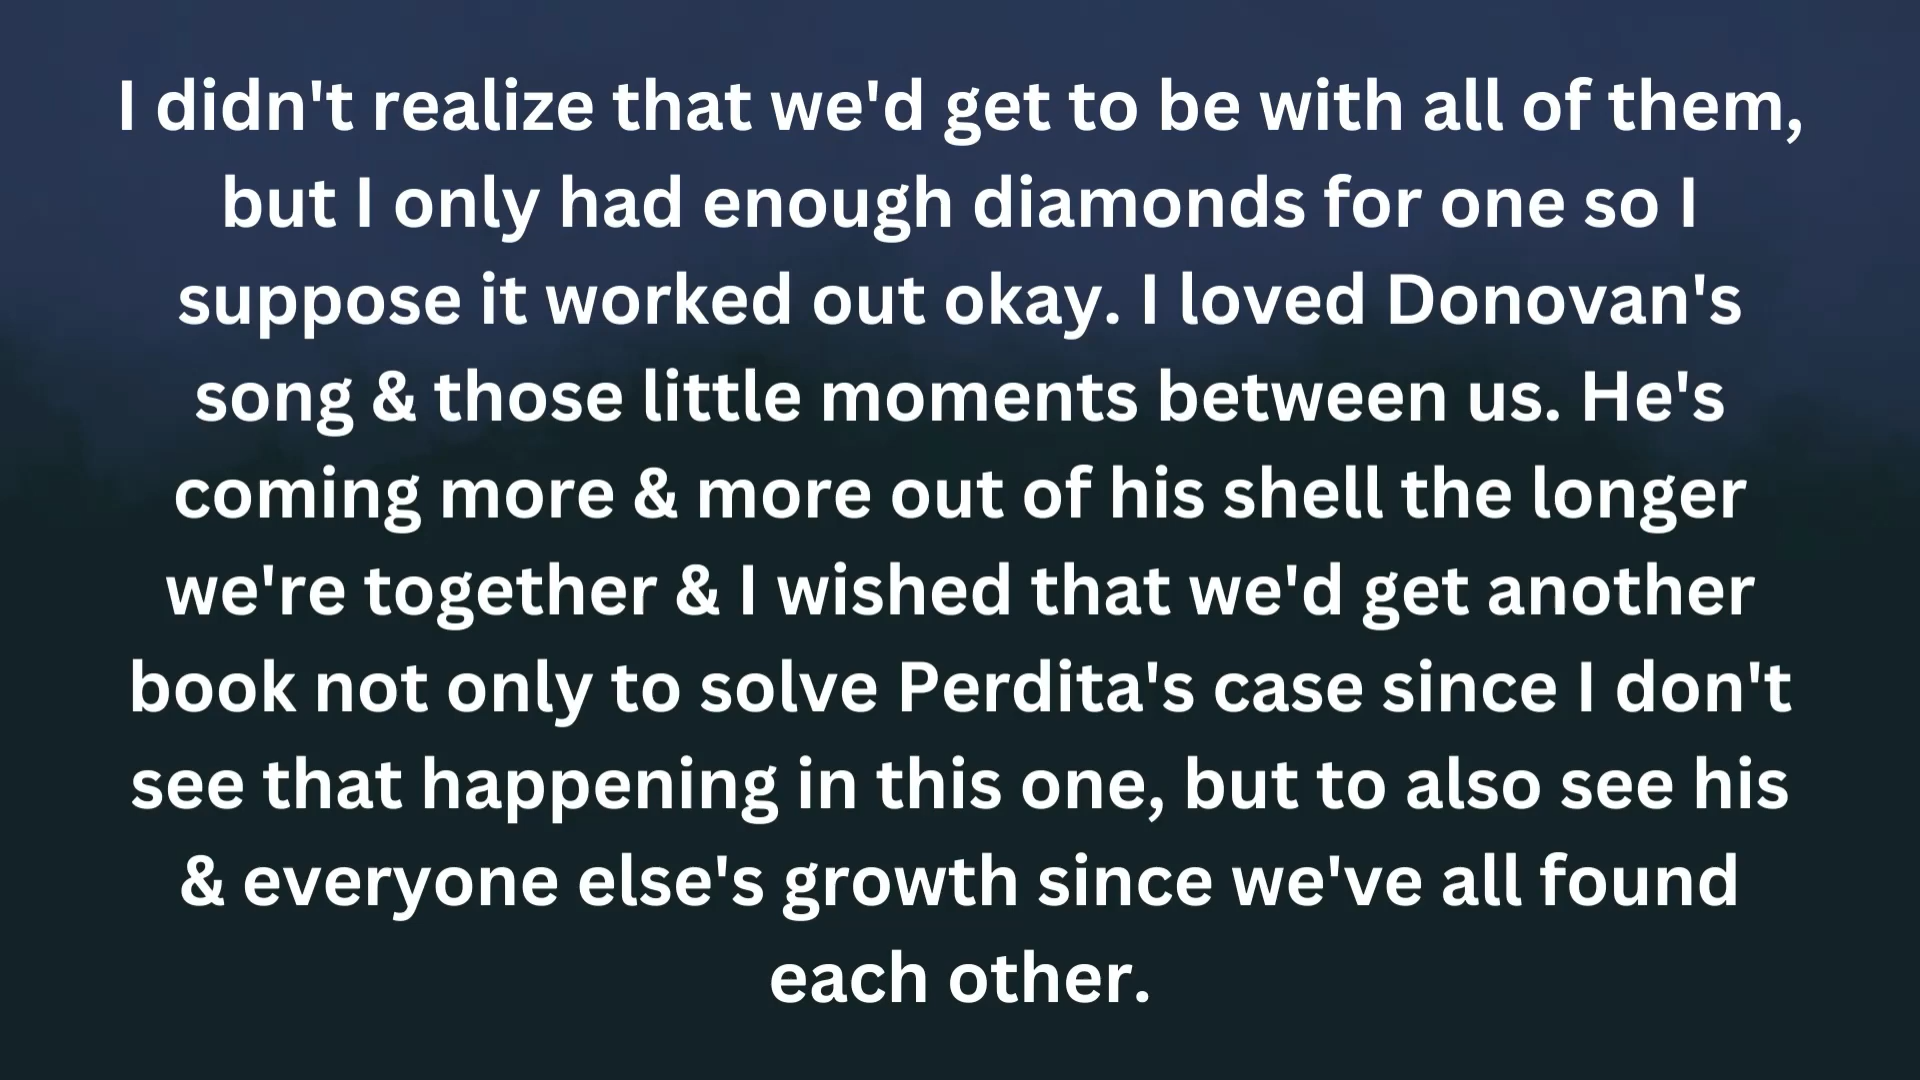 I didn't realize that we'd get to be with all of them,
but I only had enough diamonds for one so I
suppose it worked out okay. I loved Donovan's
song & those little moments between us. He's
coming more & more out of his shell the longer
we're together & I wished that we'd get another
book not only to solve Perdita's case since I don't
see that happening in this one, but to also see his
& everyone else's growth since we've all found
each other.